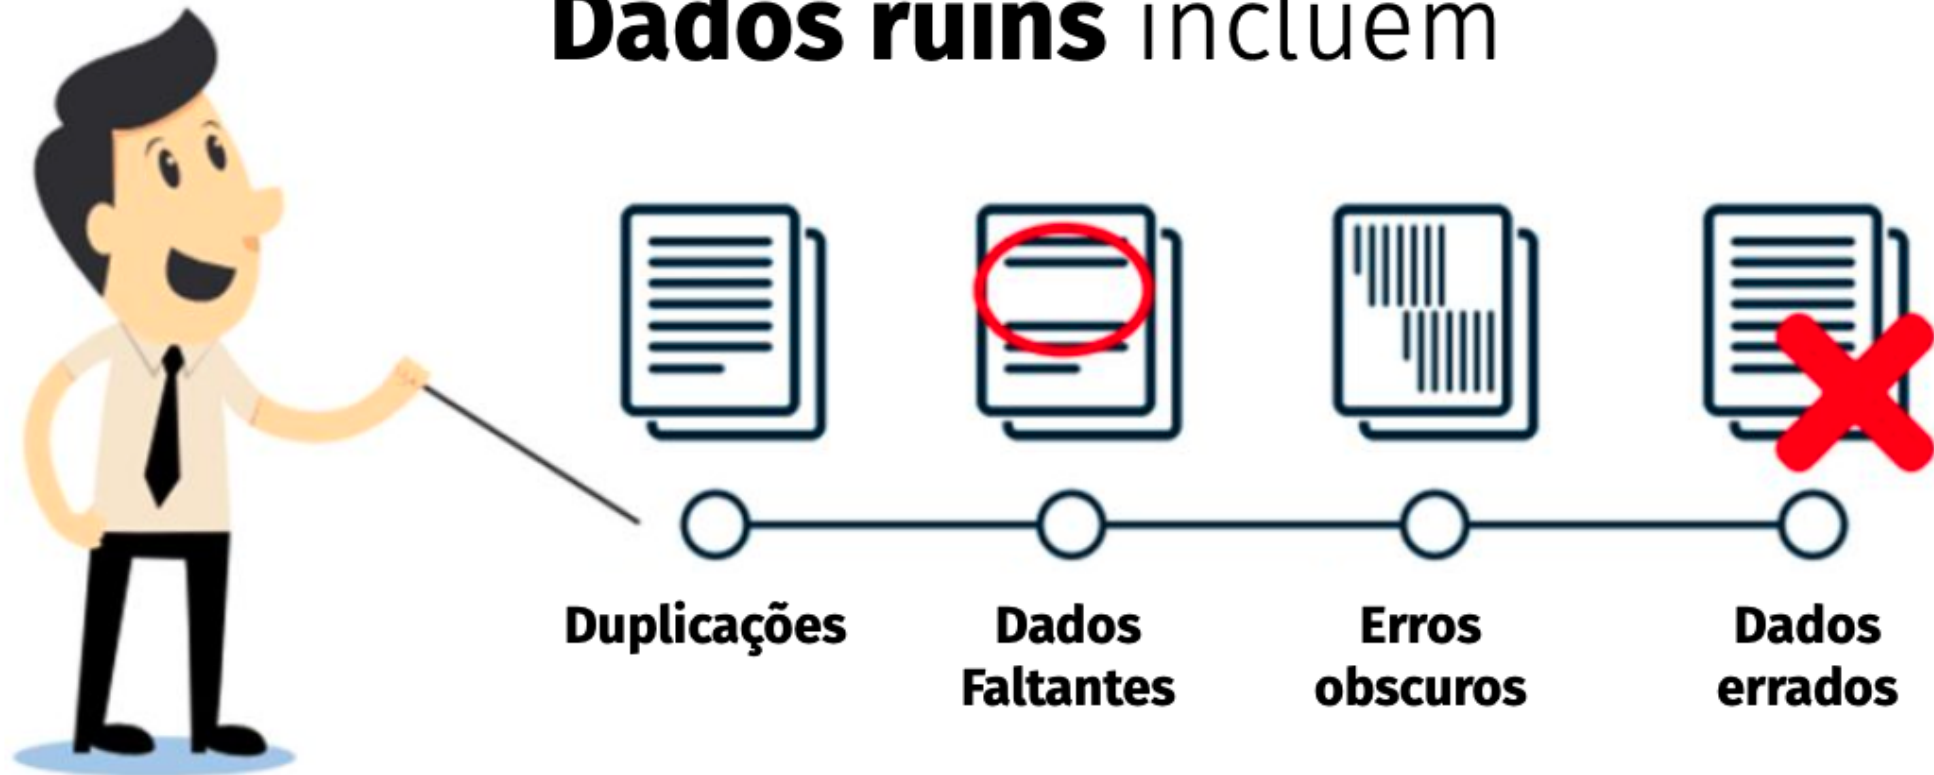 Dados ruins incluem
Duplicações
Dados
Faltantes
Erros
obscuros
Dados
errados